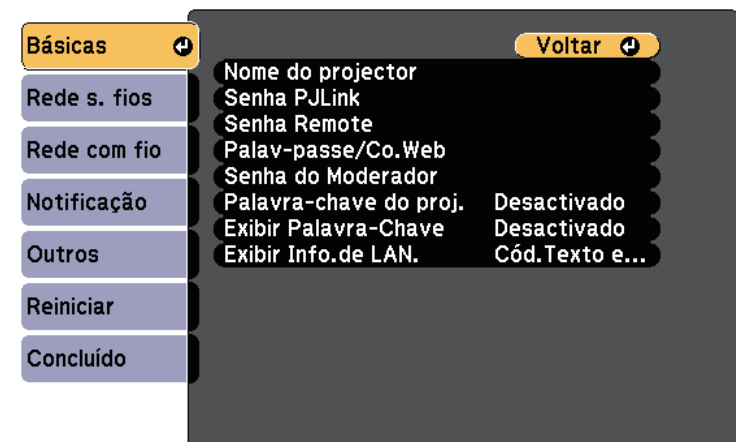 Básicas
Rede s. fios
Rede com fio
Notificação
Outros
Reiniciar
Concluído
Voltar
Nome do projector
Senha PJLink
Senha Remote
Palav-passe/Co.Web
Senha do Moderador
Palavra-chave do proj. Desactivado
Exibir Palavra-Chave Desactivado
Exibir Info.de LAN. Cód.Texto e...